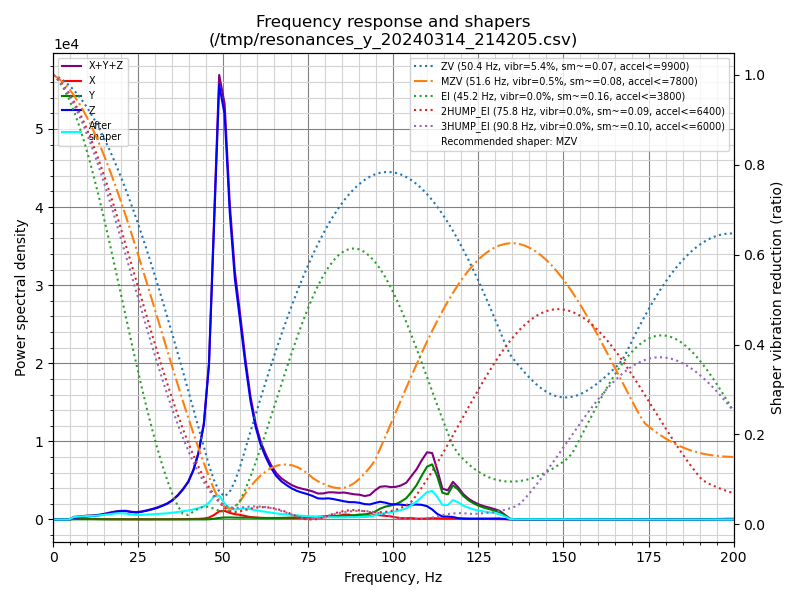 Frequency response and shapers
(/tmp/resonances_y_20240314_214205.csv)
1e4
X+Y+Z
X
Y
Z
After
shaper
ZV (50.4 Hz, vibr=5.4%, sm~=0.07, accel<=9900)
MZV (51.6 Hz, vibr=0.5%, sm~=0.08, accel<=7800)
EI (45.2 Hz, vibr=0.0%, sm~=0.16, accel<=3800)
2HUMP_EI (75.8 Hz, vibr=0.0%, sm~=0.09, accel<=6400)
3HUMP_EI (90.8 Hz, vibr=0.0%, sm~=0.10, accel<=6000)
Recommended shaper: MZV
Power spectral density
5
4
3
2
1
0
1.0
0.8
0.6
0.4
0.2
0.0
Shaper vibration reduction (ratio)
0 25 50 75 100 125 150 175 200
Frequency, Hz